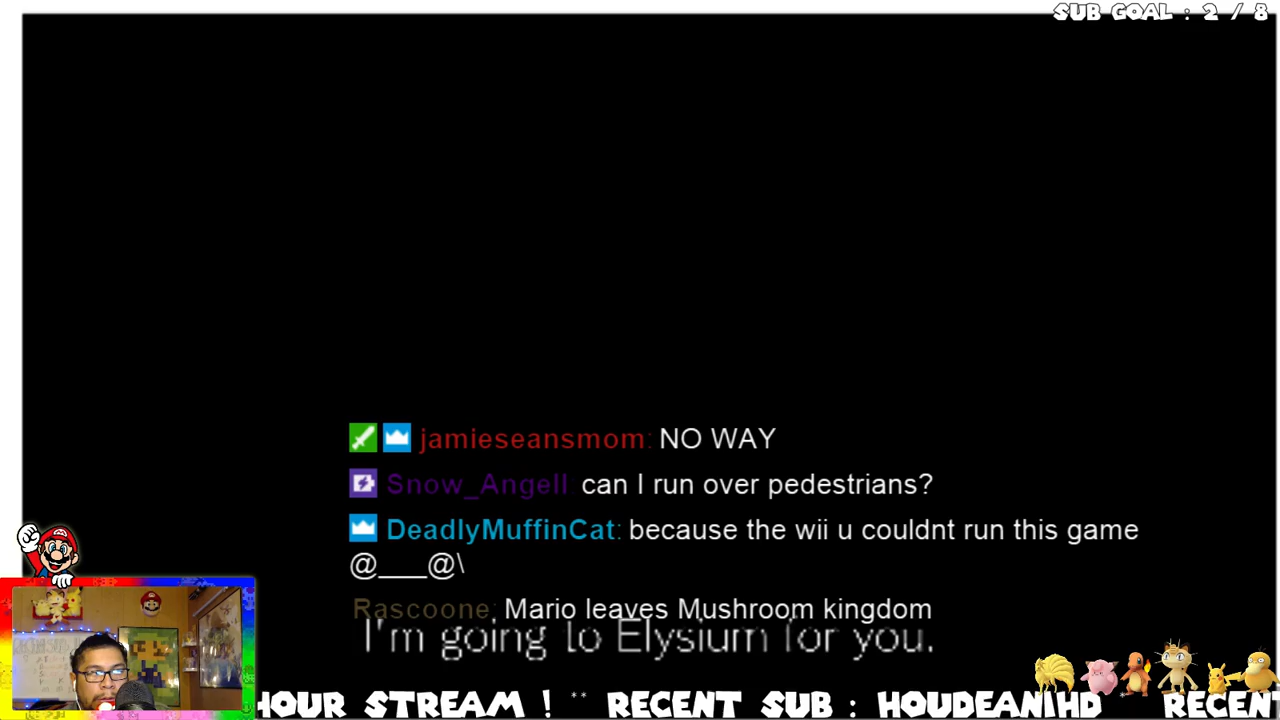 SUB GOAL : 2 / 8
jamieseansmom: NO WAY
Snow_Angell can I run over pedestrians?
DeadlyMuffinCat: because the wii u couldnt run this game
@___@\
Rascoone: Mario leaves Mushroom kingdom
I'm going to Elysium for you.
HOUR STREAM ! ** RECENT SUB : HOUDEANIHD * RECENT